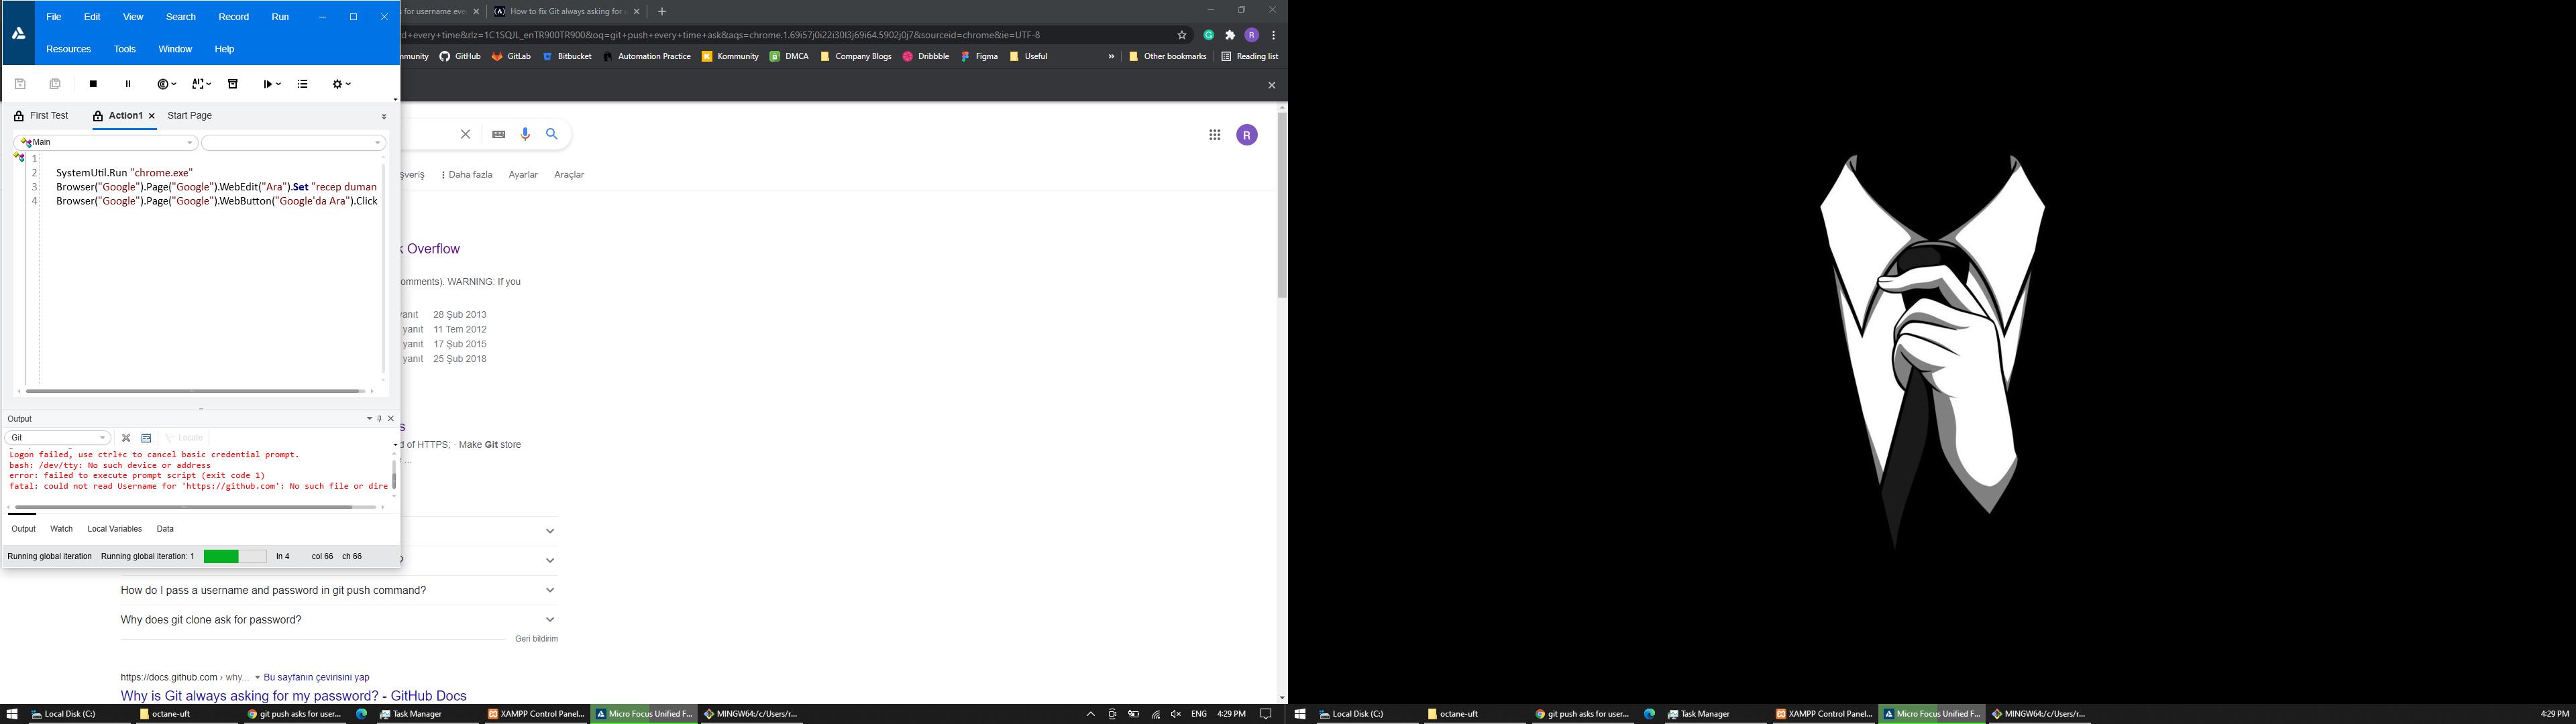 File Edit View Search Record Run
Resources Tools Window Help
First Test Action1 Start Page
Main
1
2 SystemUtil.Run "chrome.exe"
3 Browser("Google").Page("Google").WebEdit("Ara").Set "recep duman
4 Browser("Google").Page("Google").WebButton("Google'da Ara").Click
Output
Git Locate
Logon failed, use ctrl+c to cancel basic credential prompt.
bash: /dev/tty: No such device or address
error: failed to execute prompt script (exit code 1)
fatal: could not read Username for 'https://github.com': No such file or dire
Output Watch Local Variables Data
Running global iteration Running global iteration: 1 ln 4 col 66 ch 66
s for username eve How to fix Git always asking for
d+every+time&rlz=1C1SQJL_enTR900TR900&oq=git+push+every+time+ask&aqs=chrome.1.69i57j0i22i30l3j69i64.5902j0j7&sourceid=chrome&ie=UTF-8
mmunity GitHub GitLab Bitbucket Automation Practice Kommunity DMCA Company Blogs Dribbble Figma Useful » Other bookmarks Reading list
R
şveriş Daha fazla Ayarlar Araçlar
k Overflow
omments). WARNING: If you
yanıt 28 Şub 2013
yanıt 11 Tem 2012
yanıt 17 Şub 2015
yanıt 25 Şub 2018
s
d of HTTPS; · Make Git store
...
?
How do I pass a username and password in git push command?
Why does git clone ask for password?
Geri bildirim
https://docs.github.com › why... Bu sayfanın çevirisini yap
Why is Git always asking for my password? - GitHub Docs
Local Disk (C:) octane-uft git push asks for user... Task Manager XAMPP Control Panel... Micro Focus Unified F... MINGW64:/c/Users/r... ENG 4:29 PM
Local Disk (C:) octane-uft git push asks for user... Task Manager XAMPP Control Panel... Micro Focus Unified F... MINGW64:/c/Users/r... 4:29 PM